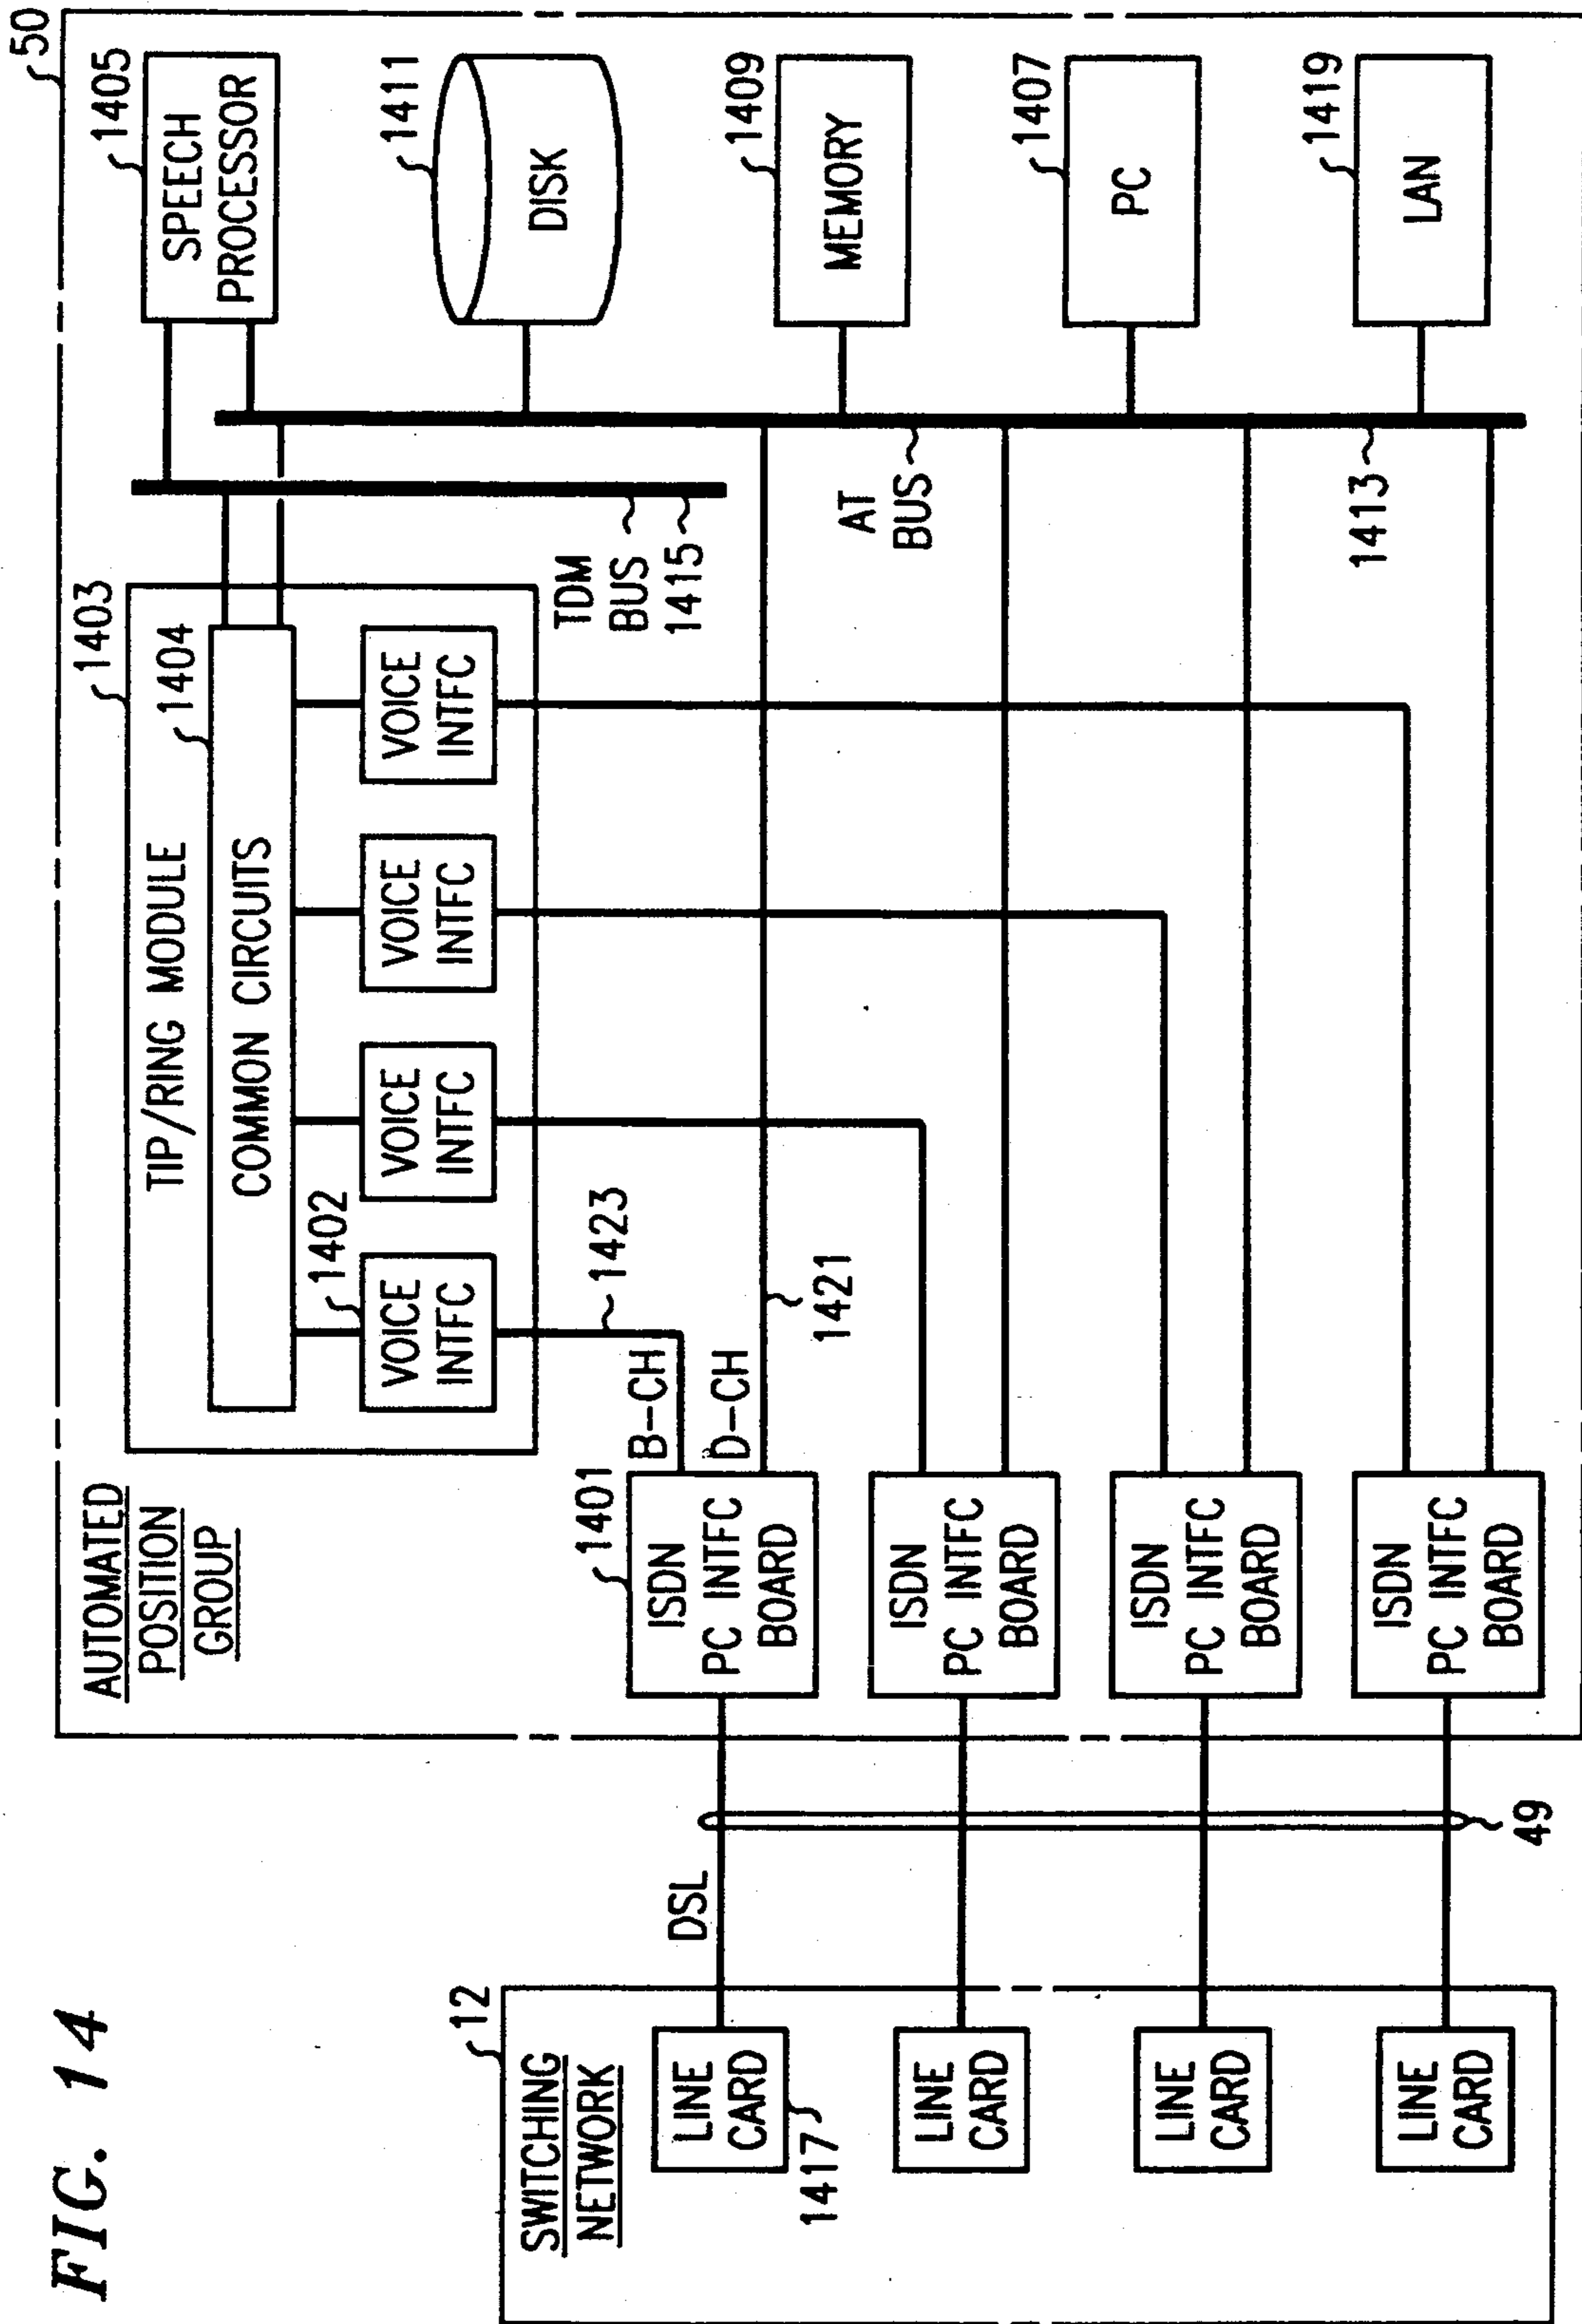 FIG. 14
12
SWITCHING
NETWORK
LINE
CARD
1417
LINE
CARD
LINE
CARD
LINE
CARD
DSL
49
50
AUTOMATED
POSITION
GROUP
1401
ISDN
PC INTFC
BOARD
ISDN
PC INTFC
BOARD
ISDN
PC INTFC
BOARD
ISDN
PC INTFC
BOARD
B-CH
D-CH
1423
1421
1403
TIP/RING MODULE
1404
COMMON CIRCUITS
1402
VOICE
INTFC
VOICE
INTFC
VOICE
INTFC
VOICE
INTFC
TDM
BUS
1415
AT
BUS
1413
1405
SPEECH
PROCESSOR
1411
DISK
1409
MEMORY
1407
PC
1419
LAN